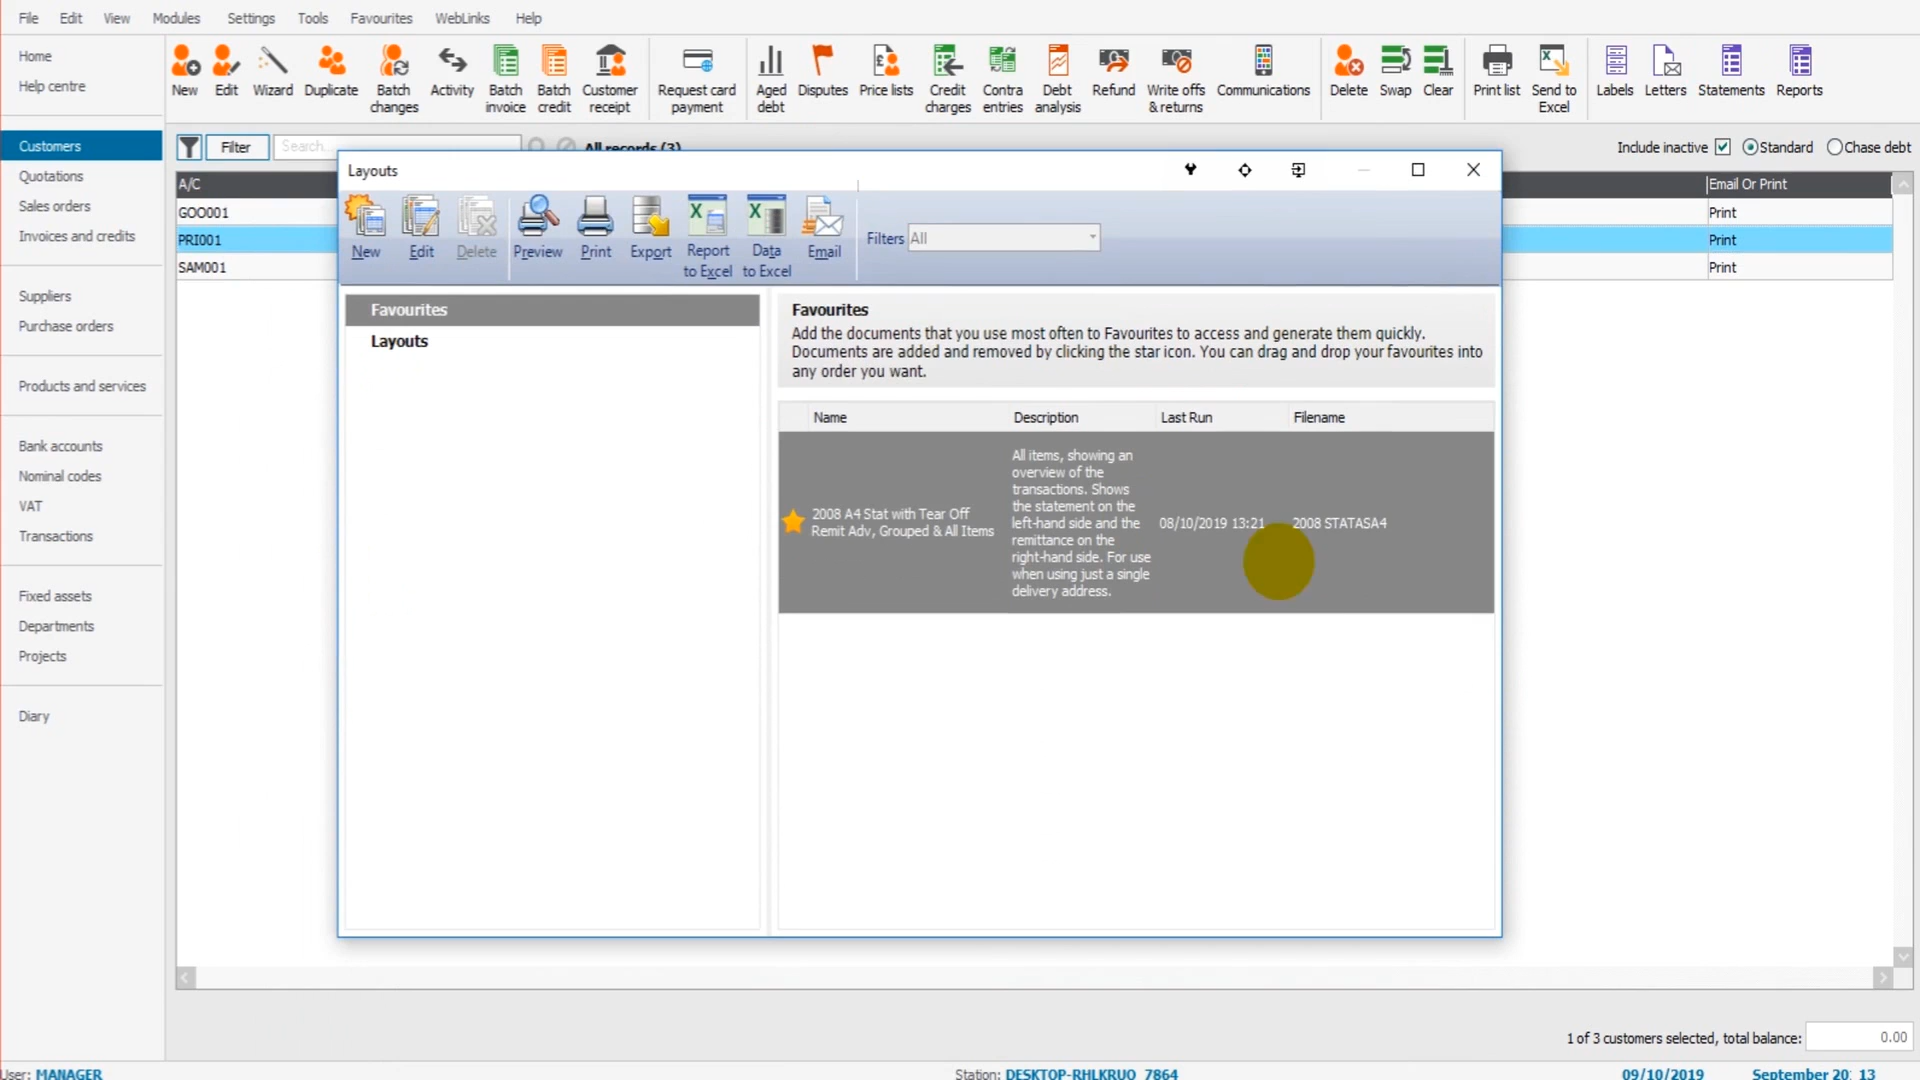 File Edit View Modules Settings Tools Favourites WebLinks Help
Home
Help centre
Customers
Quotations
Sales orders
Invoices and credits
Suppliers
Purchase orders
Products and services
Bank accounts
Nominal codes
VAT
Transactions
Fixed assets
Departments
Projects
Diary
New Edit Wizard Duplicate Batch changes Activity Batch invoice Batch credit Customer receipt Request card payment Aged debt Disputes Price lists Credit charges Contra entries Debt analysis Refund Write offs & returns Communications Delete Swap Clear Print list Send to Excel Labels Letters Statements Reports
Filter Search... All records (3) Include inactive Standard Chase debt
A/C Email Or Print
GOO001 Print
PRI001 Print
SAM001 Print
Layouts
New Edit Delete Preview Print Export Report to Excel Data to Excel Email Filters All
Favourites
Layouts
Favourites
Add the documents that you use most often to Favourites to access and generate them quickly.
Documents are added and removed by clicking the star icon. You can drag and drop your favourites into
any order you want.
Name Description Last Run Filename
2008 A4 Stat with Tear Off
Remit Adv, Grouped & All Items
All items, showing an
overview of the
transactions. Shows
the statement on the
left-hand side and the
remittance on the
right-hand side. For use
when using just a single
delivery address.
08/10/2019 13:21
2008 STATASA4
1 of 3 customers selected, total balance: 0.00
User: MANAGER Station: DESKTOP-RHLKRUO_7864 09/10/2019 September 20 13